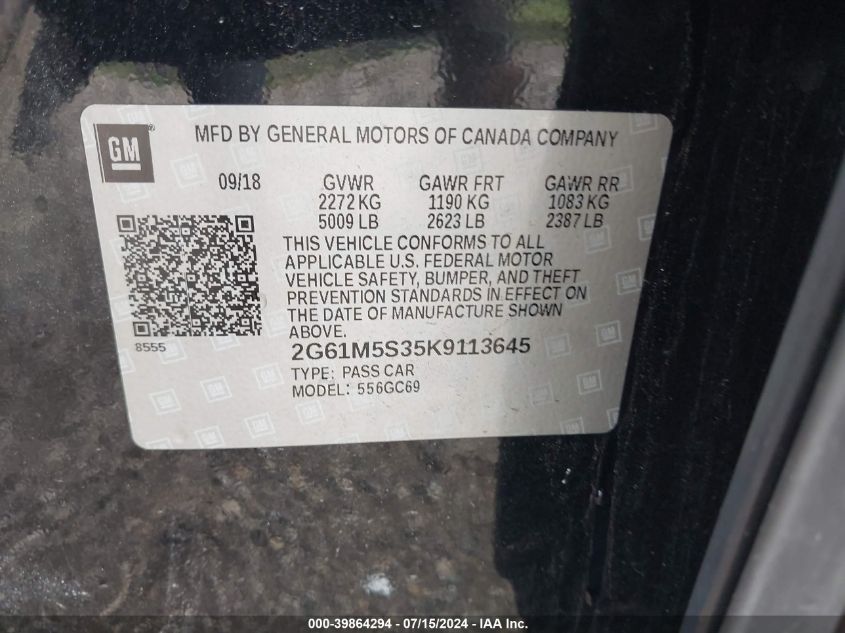 GM®
MFD BY GENERAL MOTORS OF CANADA COMPANY
09/18 GVWR GAWR FRT GAWR RR
2272 KG 1190 KG 1083 KG
5009 LB 2623 LB 2387 LB
THIS VEHICLE CONFORMS TO ALL
APPLICABLE U.S. FEDERAL MOTOR
VEHICLE SAFETY, BUMPER, AND THEFT
PREVENTION STANDARDS IN EFFECT ON
THE DATE OF MANUFACTURE SHOWN
ABOVE.
8555
2G61M5S35K9113645
TYPE: PASS CAR
MODEL: 556GC69
000-39864294 - 07/15/2024 - IAA Inc.